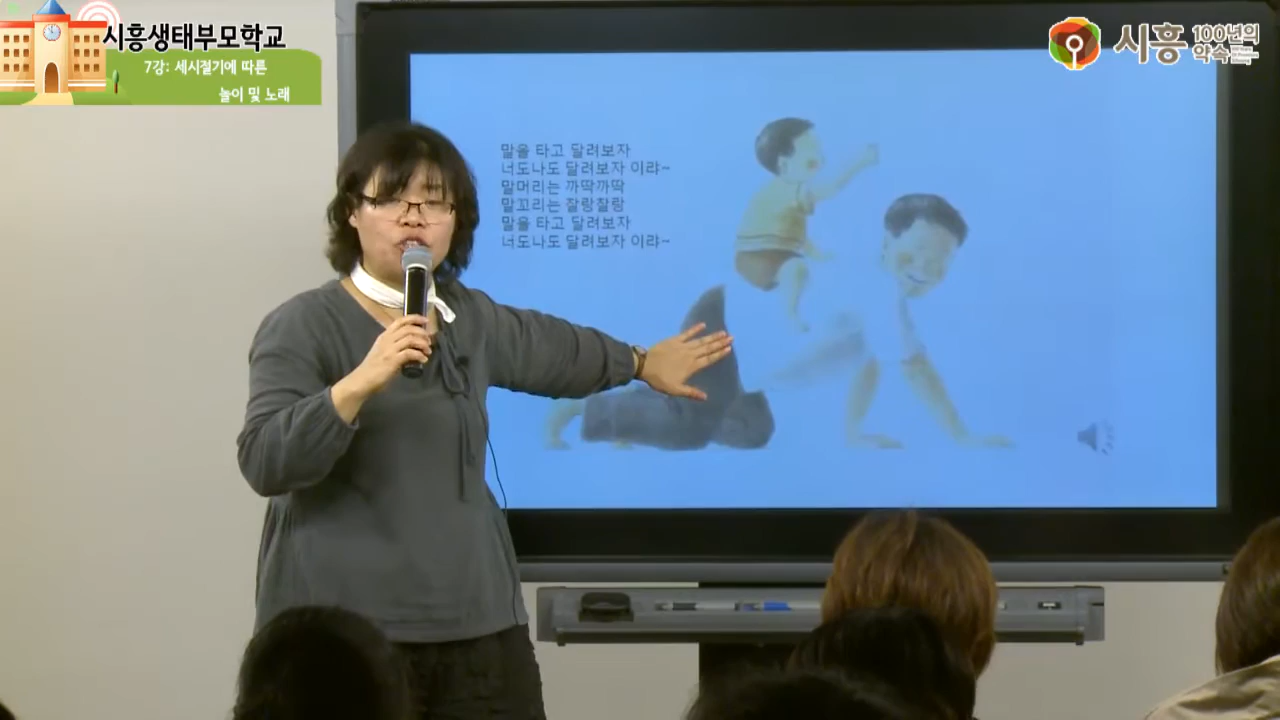 시흥생태부모학교
7강: 세시절기에 따른
놀이 및 노래
시흥
100년의
약속
말을 타고 달려보자
너도나도 달려보자 이랴~
말머리는 까딱까딱
말꼬리는 찰랑찰랑
말을 타고 달려보자
너도나도 달려보자 이랴~